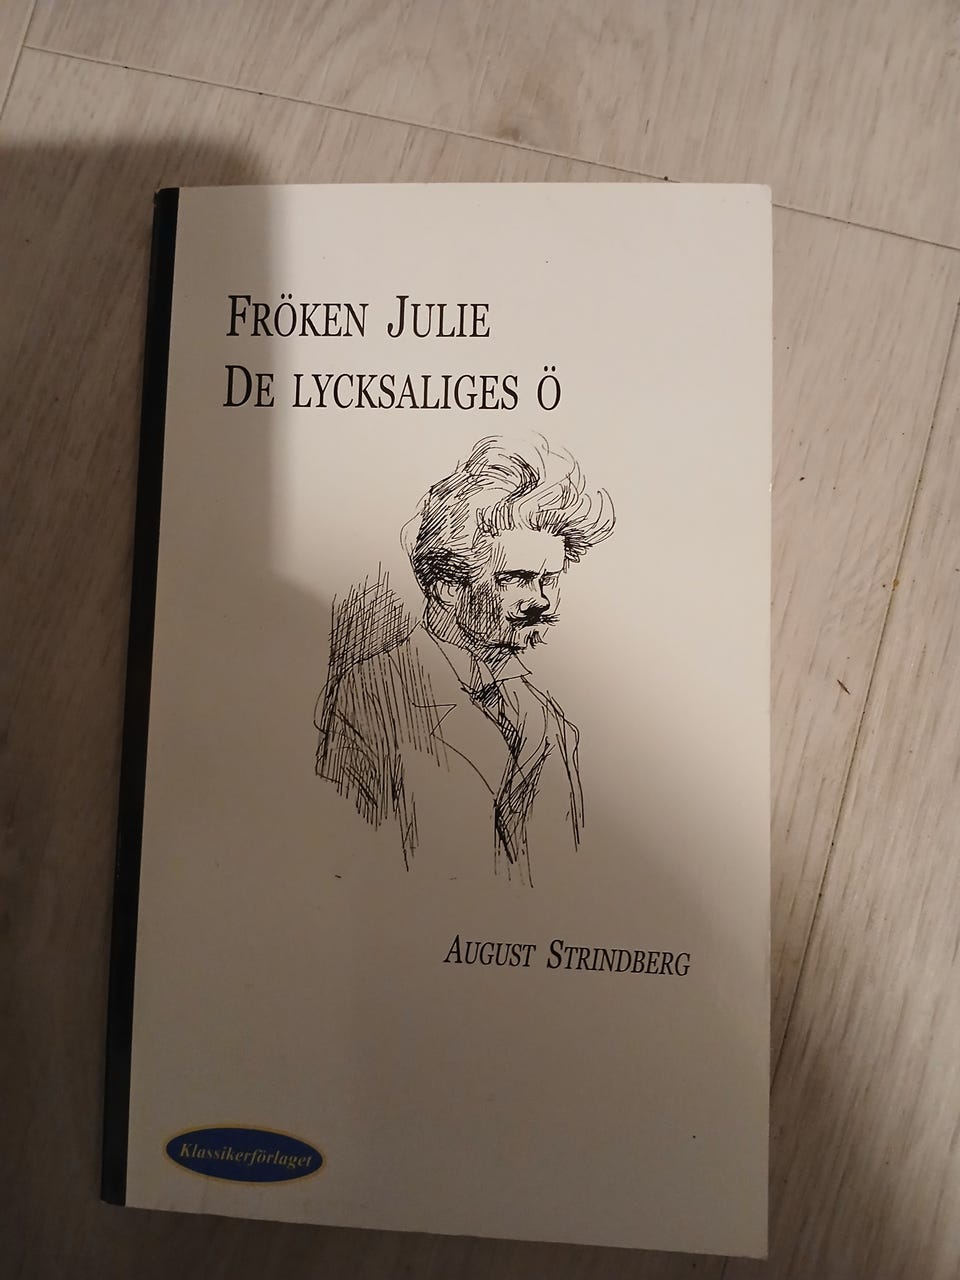 FRÖKEN JULIE
DE LYCKSALIGES Ö
AUGUST STRINDBERG
Klassikerförlaget